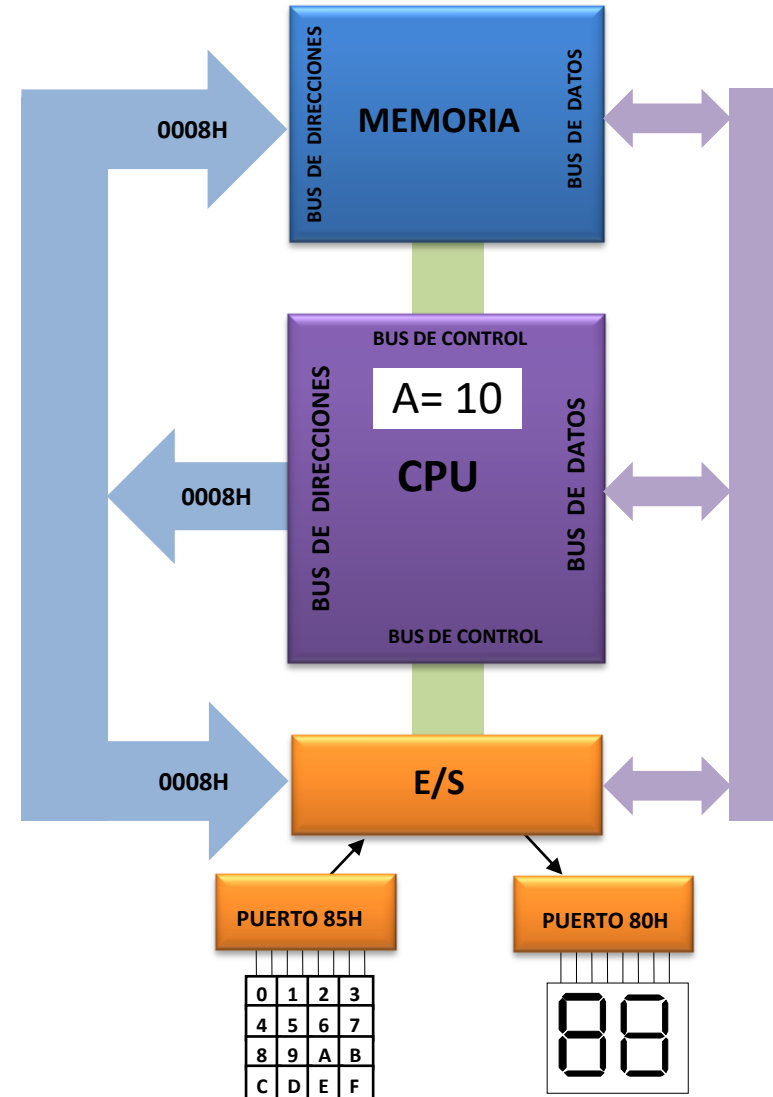 0008H
BUS DE DIRECCIONES
MEMORIA
BUS DE DATOS
BUS DE CONTROL
A= 10
CPU
BUS DE DIRECCIONES
BUS DE DATOS
0008H
BUS DE CONTROL
0008H
E/S
PUERTO 85H
PUERTO 80H
0 1 2 3
4 5 6 7
8 9 A B
C D E F
88